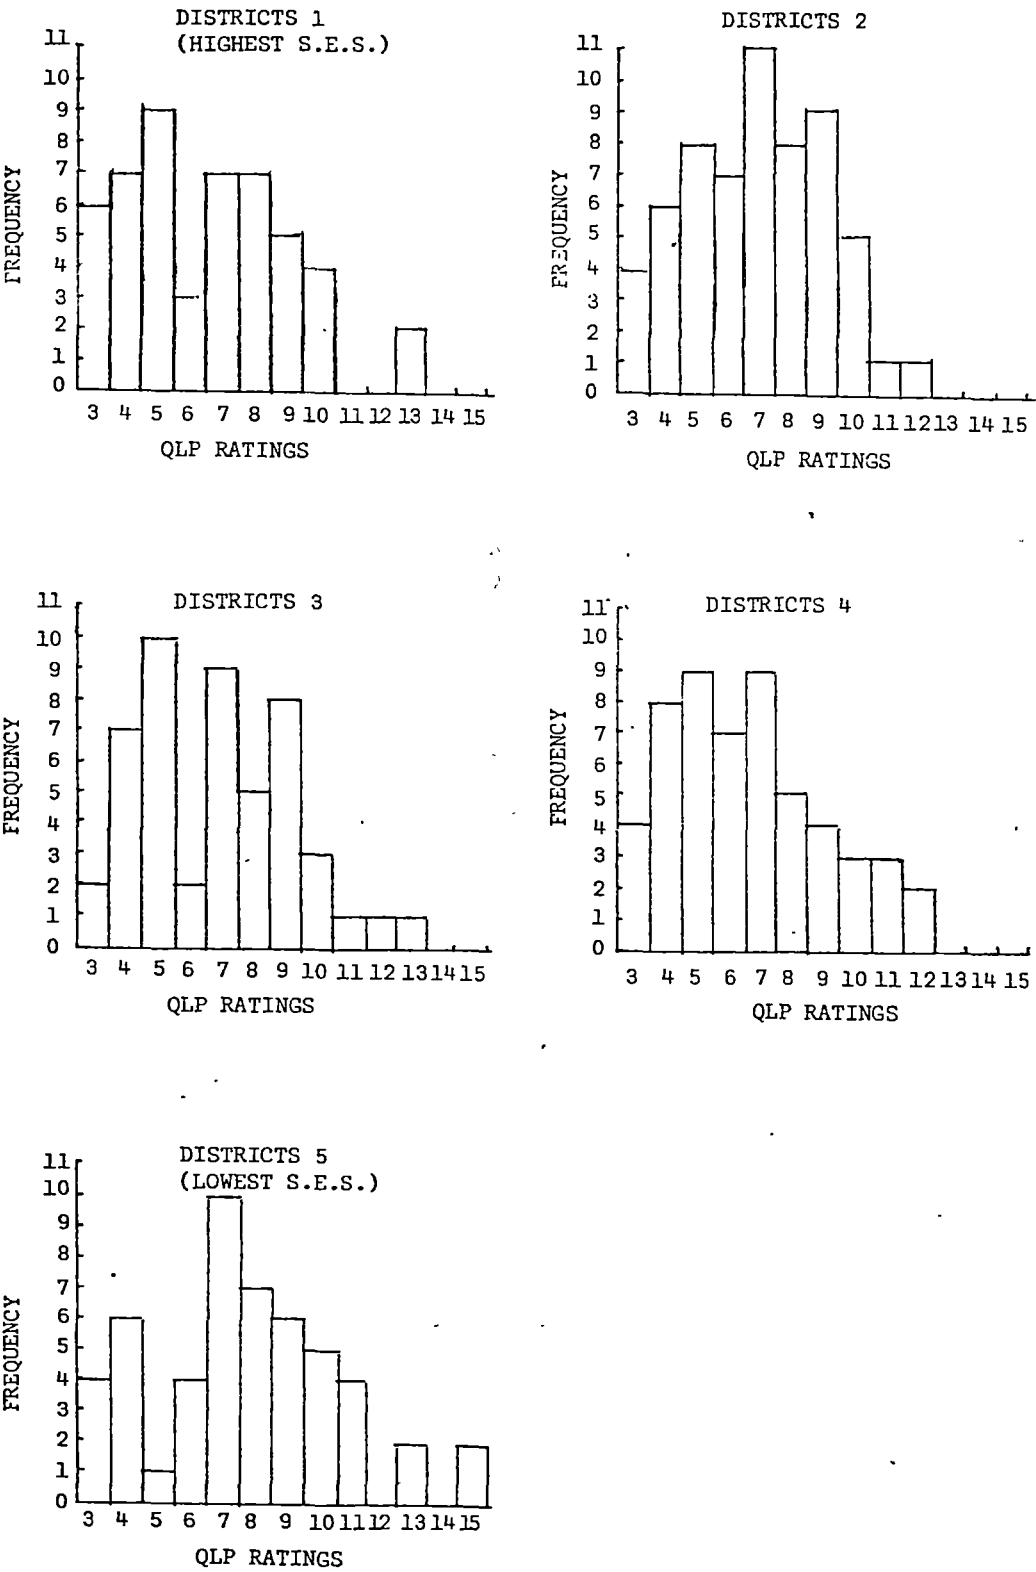 DISTRICTS 1
(HIGHEST S.E.S.)
11
10
9
8
7
6
5
4
3
2
1
0
FREQUENCY
3 4 5 6 7 8 9 10 11 12 13 14 15
QLP RATINGS
DISTRICTS 2
11
10
9
8
7
6
5
4
3
2
1
0
FREQUENCY
3 4 5 6 7 8 9 10 11 12 13 14 15
QLP RATINGS
DISTRICTS 3
11
10
9
8
7
6
5
4
3
2
1
0
FREQUENCY
3 4 5 6 7 8 9 10 11 12 13 14 15
QLP RATINGS
DISTRICTS 4
11
10
9
8
7
6
5
4
3
2
1
0
FREQUENCY
3 4 5 6 7 8 9 10 11 12 13 14 15
QLP RATINGS
DISTRICTS 5
(LOWEST S.E.S.)
11
10
9
8
7
6
5
4
3
2
1
0
FREQUENCY
3 4 5 6 7 8 9 10 11 12 13 14 15
QLP RATINGS